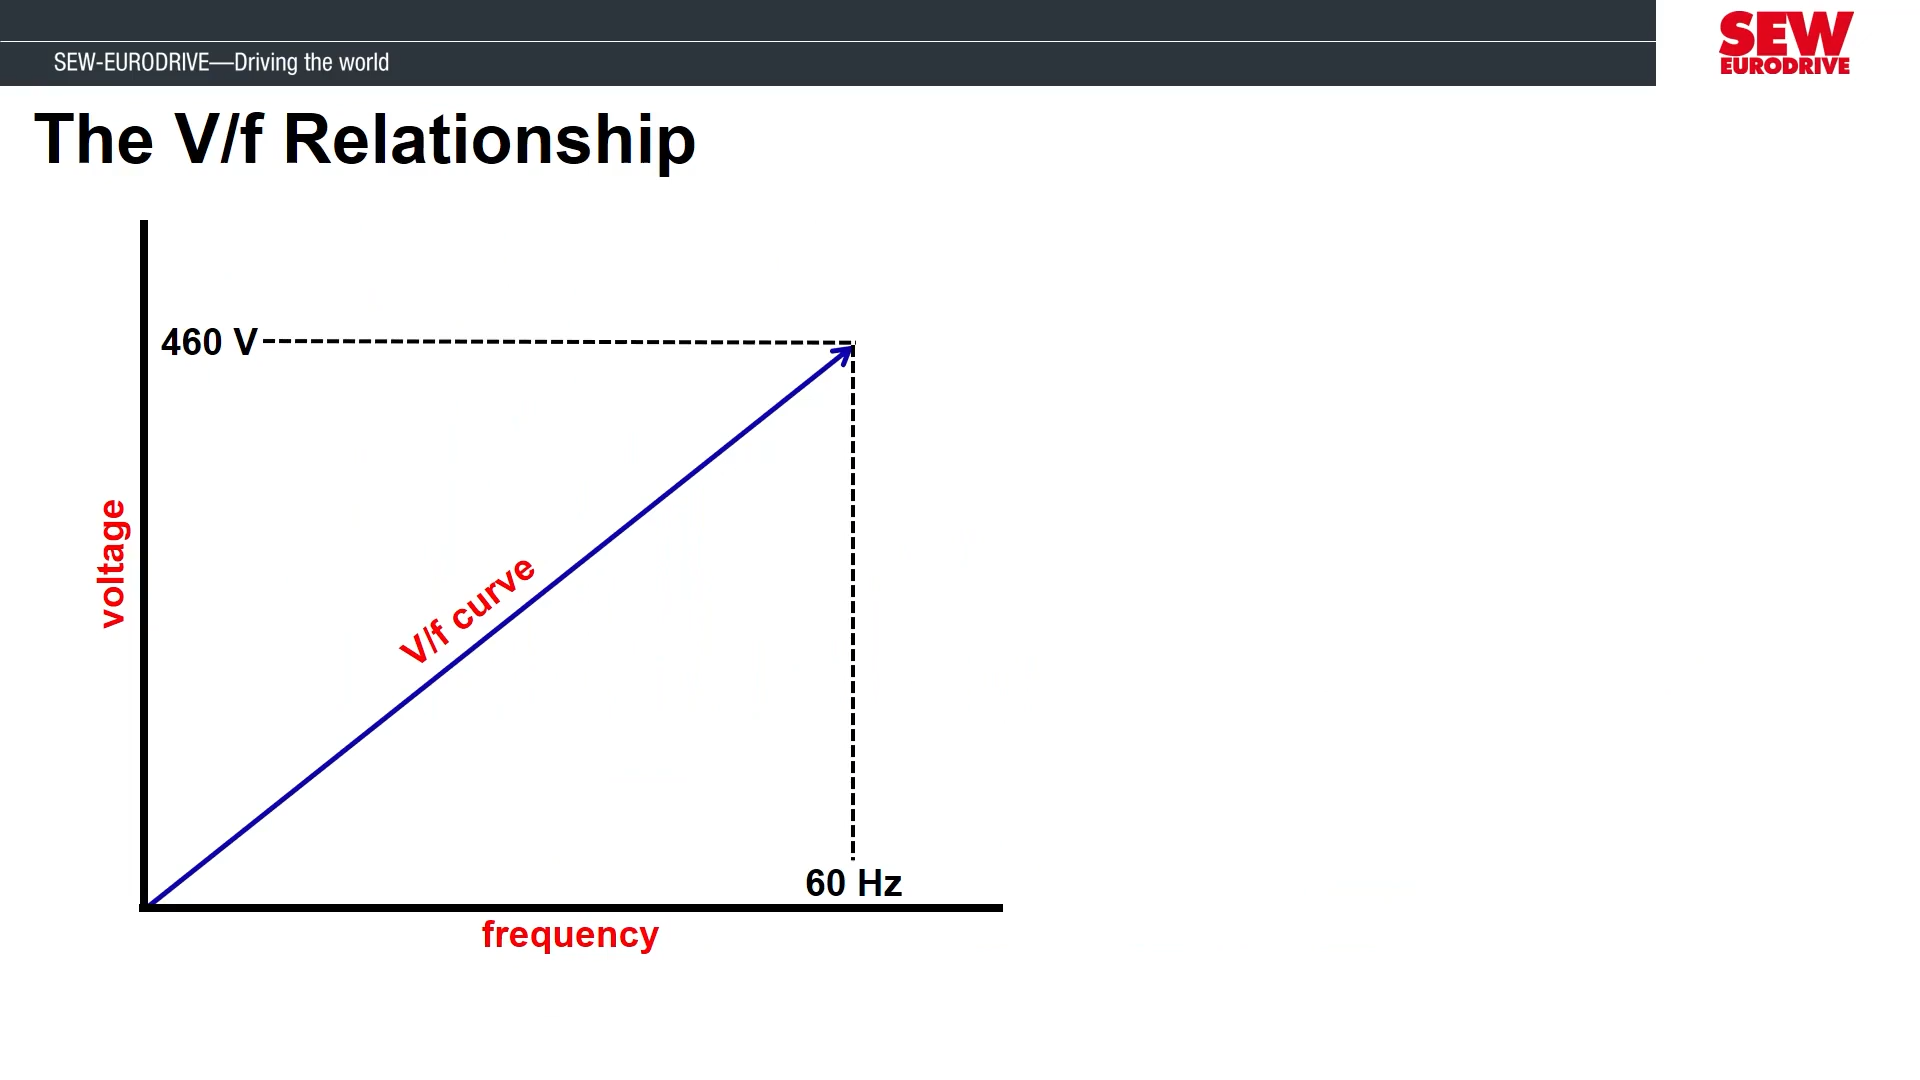 SEW-EURODRIVE—Driving the world
SEW
EURODRIVE
The V/f Relationship
460 V
voltage
V/f curve
60 Hz
frequency